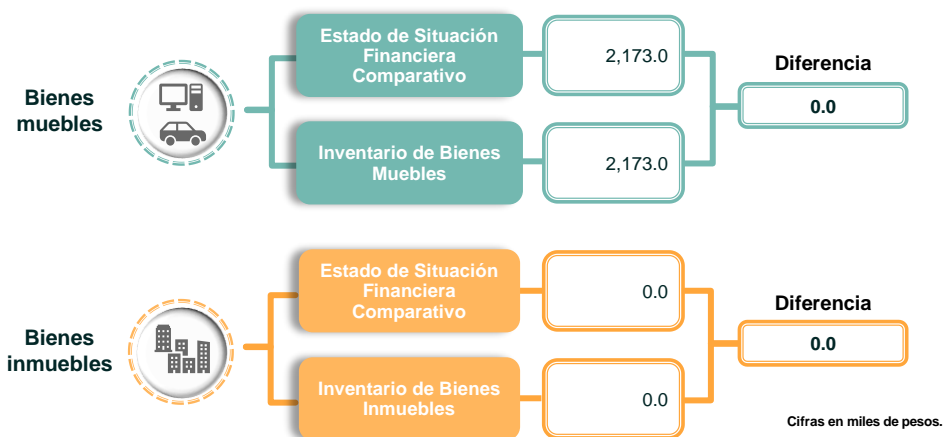 Bienes
muebles
Estado de Situación
Financiera
Comparativo
2,173.0
Inventario de Bienes
Muebles
2,173.0
Diferencia
0.0
Bienes
inmuebles
Estado de Situación
Financiera
Comparativo
0.0
Inventario de Bienes
Inmuebles
0.0
Diferencia
0.0
Cifras en miles de pesos.